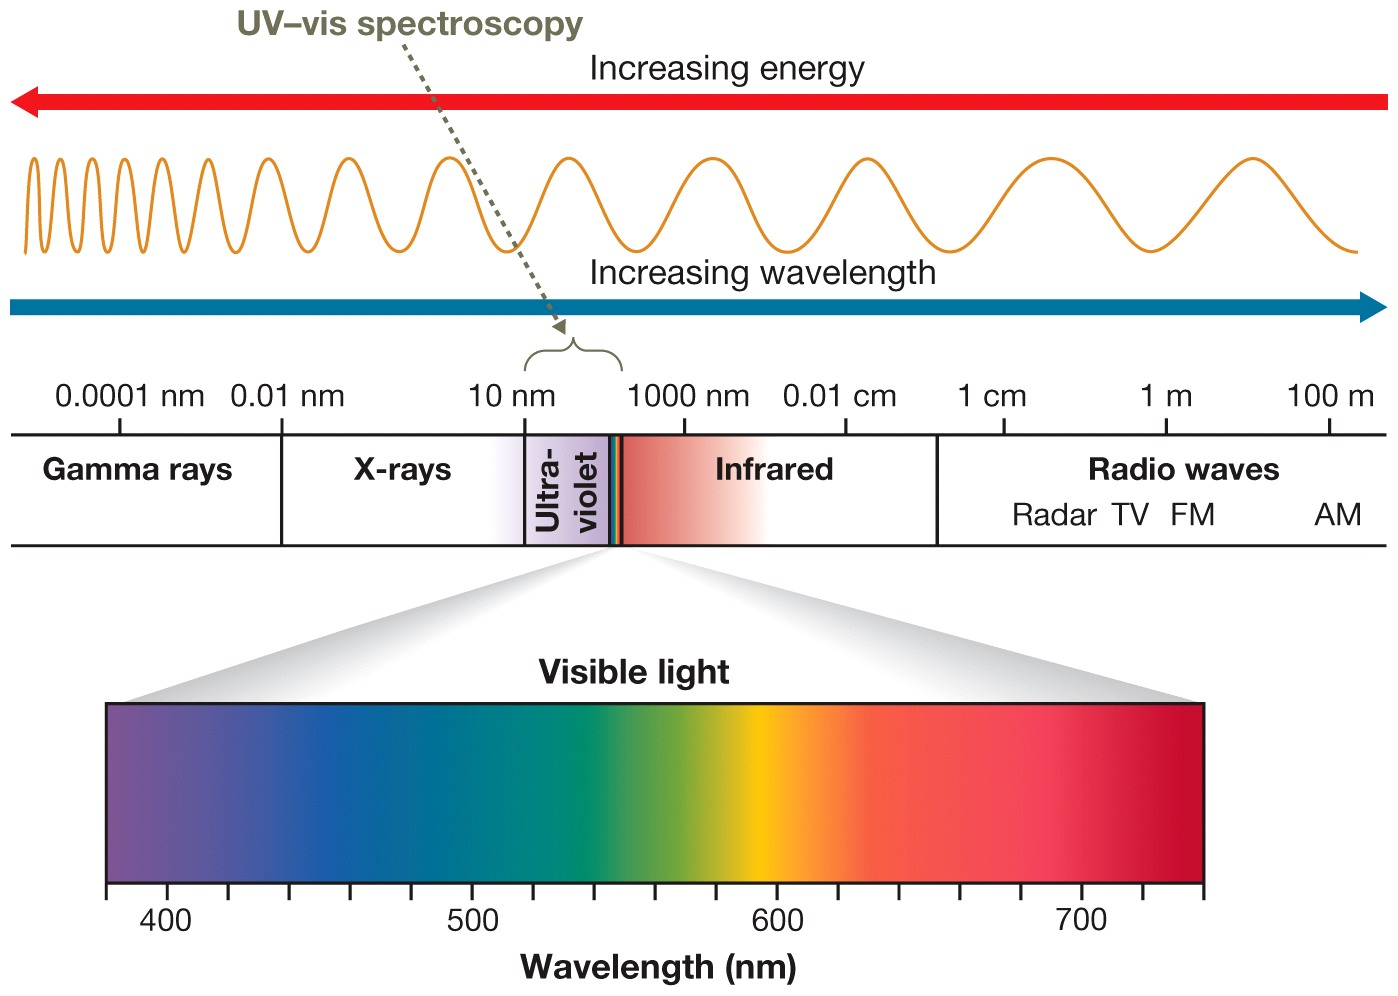 UV–vis spectroscopy
Increasing energy
Increasing wavelength
0.0001 nm 0.01 nm 10 nm 1000 nm 0.01 cm 1 cm 1 m 100 m
Gamma rays X-rays Ultra-
violet Infrared Radio waves
Radar TV FM AM
Visible light
400 500 600 700
Wavelength (nm)